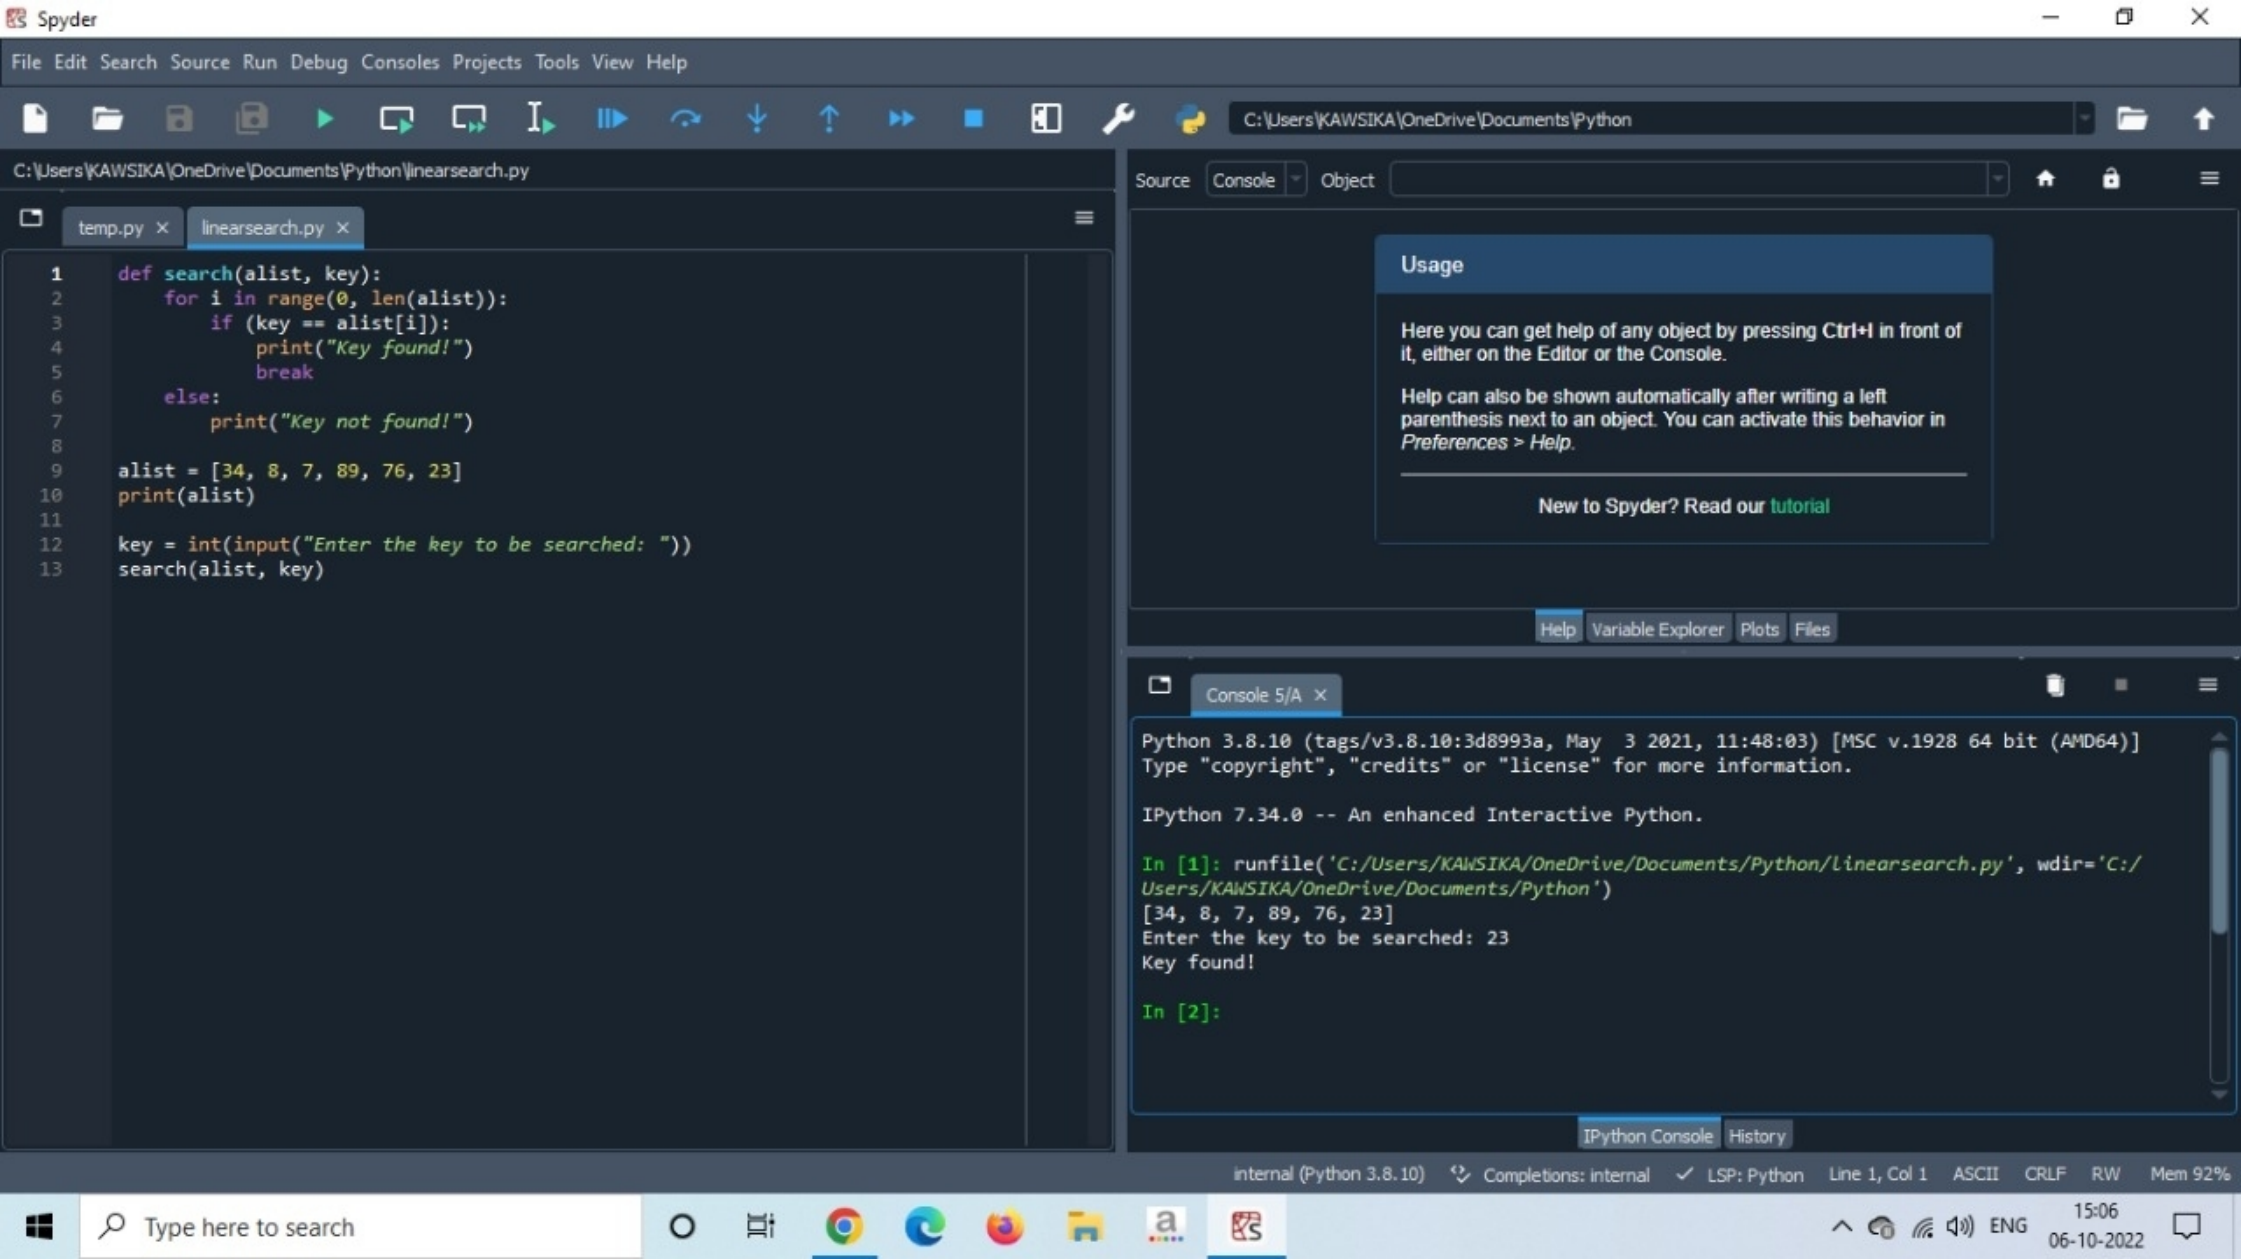 Spyder
File Edit Search Source Run Debug Consoles Projects Tools View Help
C:\Users\KAWSIKA\OneDrive\Documents\Python
C:\Users\KAWSIKA\OneDrive\Documents\Python\linearsearch.py
temp.py linearsearch.py
1 def search(alist, key):
2     for i in range(0, len(alist)):
3         if (key == alist[i]):
4             print("Key found!")
5             break
6     else:
7         print("Key not found!")
8
9 alist = [34, 8, 7, 89, 76, 23]
10 print(alist)
11
12 key = int(input("Enter the key to be searched: "))
13 search(alist, key)
Source Console Object
Usage
Here you can get help of any object by pressing Ctrl+I in front of
it, either on the Editor or the Console.
Help can also be shown automatically after writing a left
parenthesis next to an object. You can activate this behavior in
Preferences > Help.
New to Spyder? Read our tutorial
Help Variable Explorer Plots Files
Console 5/A
Python 3.8.10 (tags/v3.8.10:3d8993a, May  3 2021, 11:48:03) [MSC v.1928 64 bit (AMD64)]
Type "copyright", "credits" or "license" for more information.
IPython 7.34.0 -- An enhanced Interactive Python.
In [1]: runfile('C:/Users/KAWSIKA/OneDrive/Documents/Python/linearsearch.py', wdir='C:/
Users/KAWSIKA/OneDrive/Documents/Python')
[34, 8, 7, 89, 76, 23]
Enter the key to be searched: 23
Key found!
In [2]:
IPython Console History
internal (Python 3.8.10) Completions: internal LSP: Python Line 1, Col 1 ASCII CRLF RW Mem 92%
Type here to search
ENG
15:06
06-10-2022